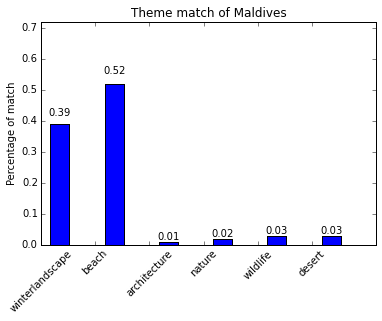 Theme match of Maldives
Percentage of match
0.7
0.6
0.5
0.4
0.3
0.2
0.1
0.0
0.39
0.52
0.01
0.02
0.03
0.03
winterlandscape
beach
architecture
nature
wildlife
desert